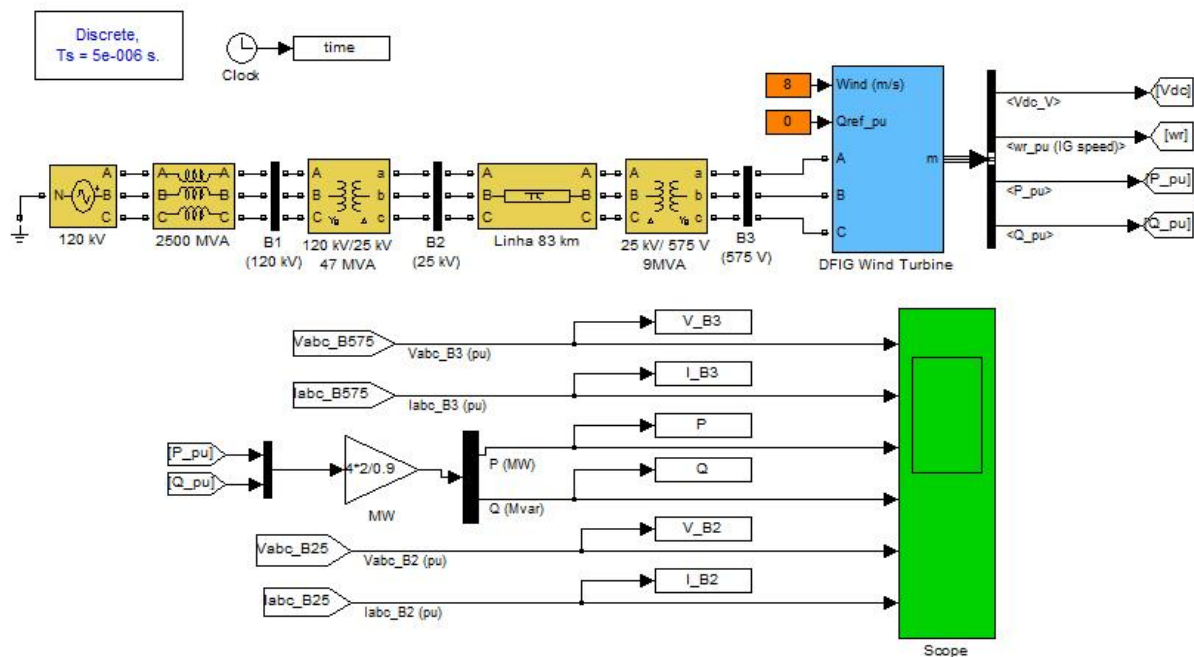 Discrete,
Ts = 5e-006 s.
Clock
time
8
Wind (m/s)
0
Qref_pu
A
B
C
m
DFIG Wind Turbine
<Vdc_V>
[Vdc]
<wr_pu (IG speed)>
[wr]
<P_pu>
[P_pu]
<Q_pu>
[Q_pu]
N
A
B
C
120 kV
A A
B B
C C
2500 MVA
B1
(120 kV)
A a
B b
C c
Yg Δ
120 kV/25 kV
47 MVA
B2
(25 kV)
A A
B B
C C
Linha 83 km
A a
B b
C c
Δ Yg
25 kV/ 575 V
9MVA
B3
(575 V)
Vabc_B575
Vabc_B3 (pu)
V_B3
Iabc_B575
Iabc_B3 (pu)
I_B3
[P_pu]
[Q_pu]
4*2/0.9
MW
P (MW)
P
Q (Mvar)
Q
Vabc_B25
Vabc_B2 (pu)
V_B2
Iabc_B25
Iabc_B2 (pu)
I_B2
Scope